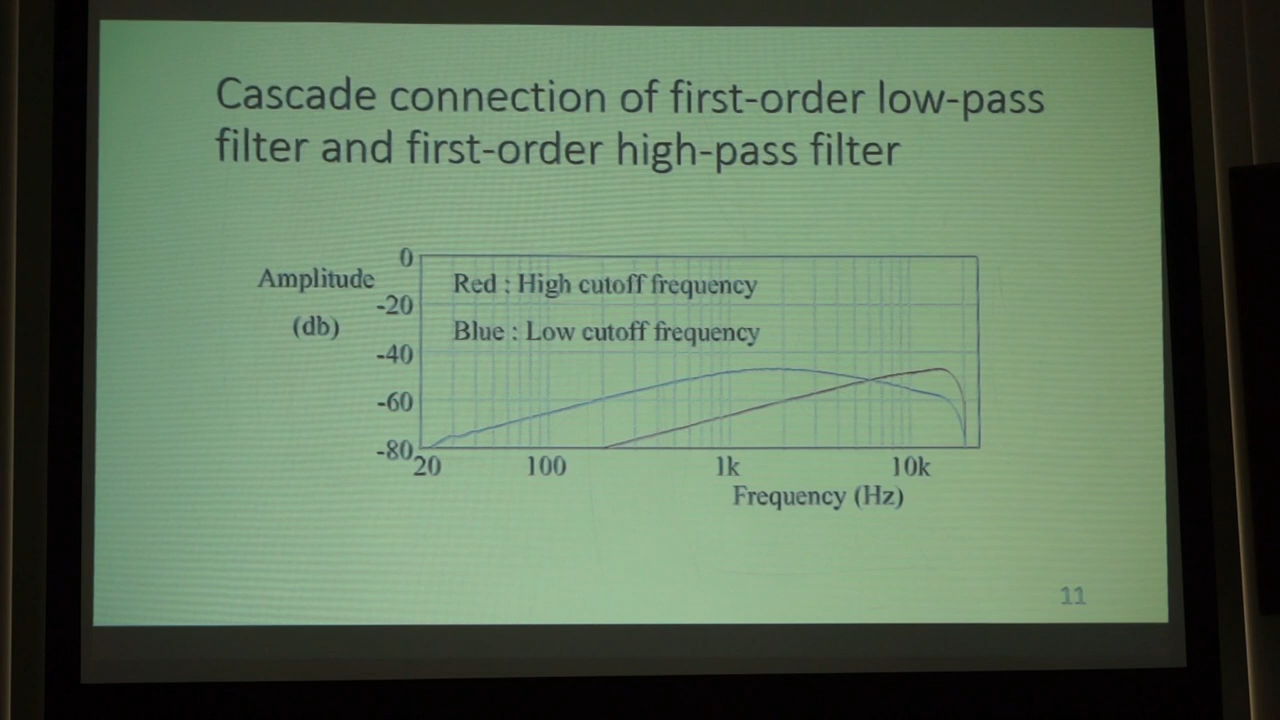 Cascade connection of first-order low-pass
filter and first-order high-pass filter
Amplitude
(db)
0
-20
-40
-60
-80
Red : High cutoff frequency
Blue : Low cutoff frequency
20
100
1k
10k
Frequency (Hz)
11